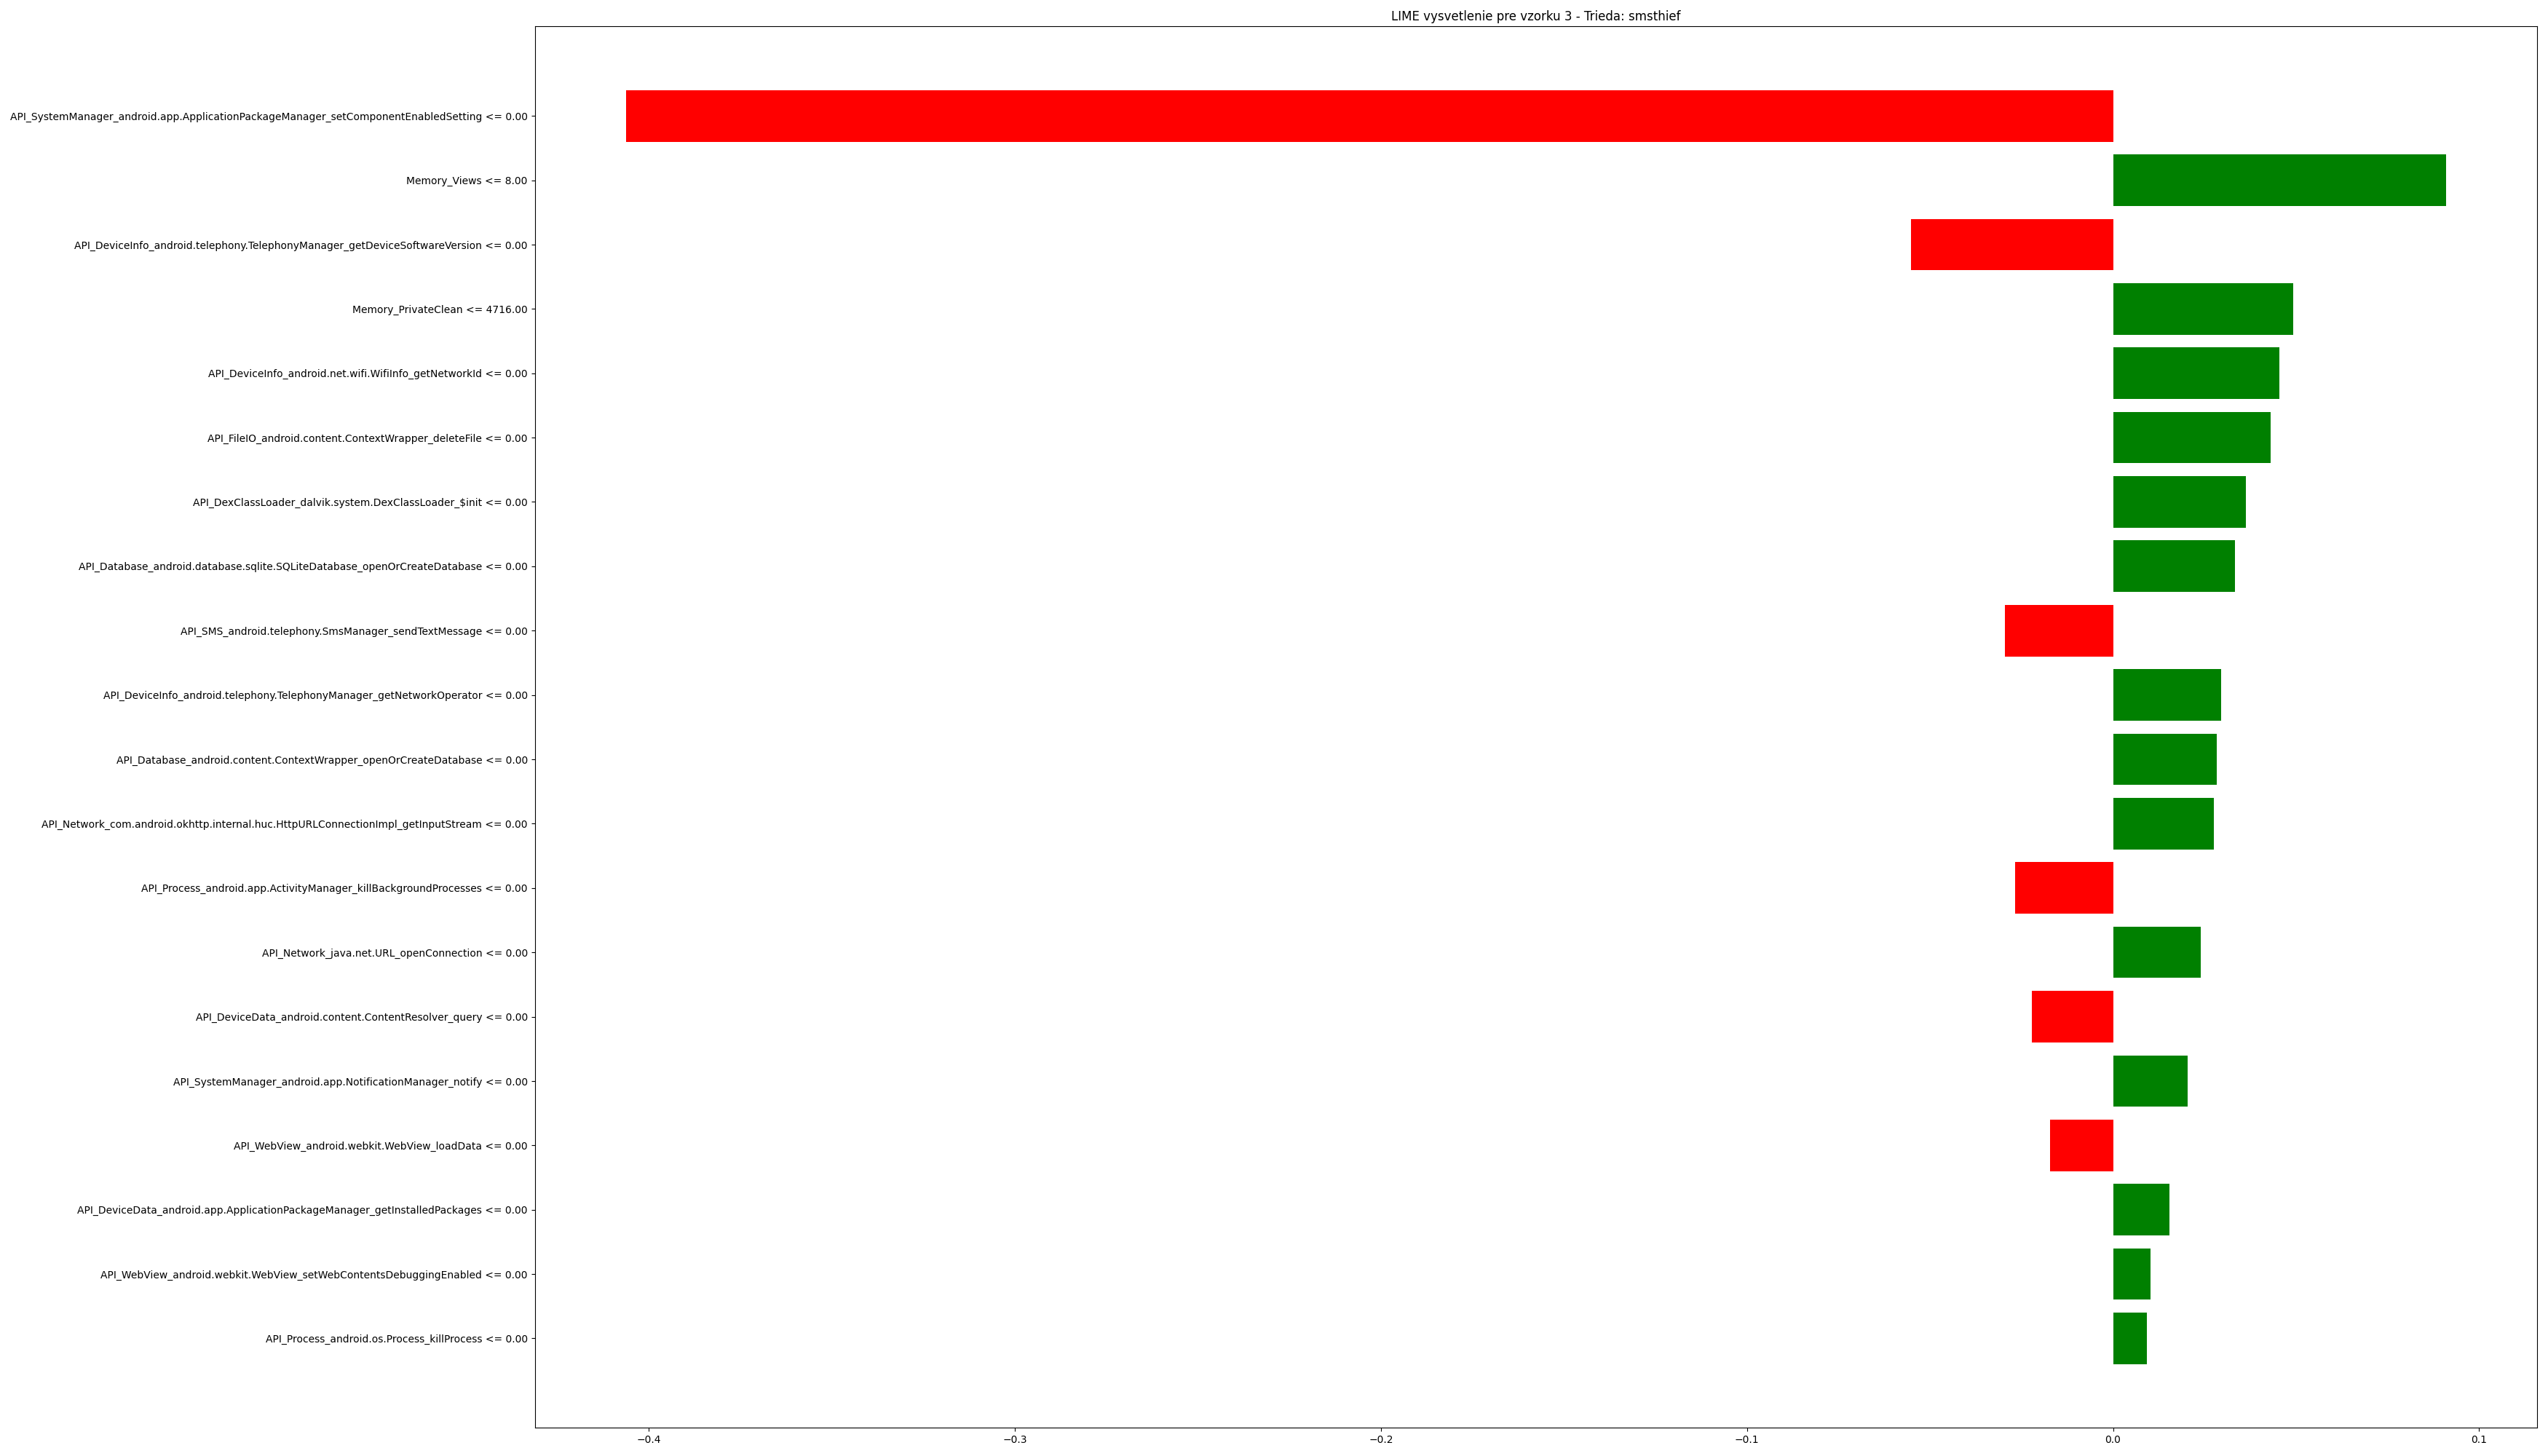 LIME vysvetlenie pre vzorku 3 - Trieda: smsthief
API_SystemManager_android.app.ApplicationPackageManager_setComponentEnabledSetting <= 0.00
Memory_Views <= 8.00
API_DeviceInfo_android.telephony.TelephonyManager_getDeviceSoftwareVersion <= 0.00
Memory_PrivateClean <= 4716.00
API_DeviceInfo_android.net.wifi.WifiInfo_getNetworkId <= 0.00
API_FileIO_android.content.ContextWrapper_deleteFile <= 0.00
API_DexClassLoader_dalvik.system.DexClassLoader_$init <= 0.00
API_Database_android.database.sqlite.SQLiteDatabase_openOrCreateDatabase <= 0.00
API_SMS_android.telephony.SmsManager_sendTextMessage <= 0.00
API_DeviceInfo_android.telephony.TelephonyManager_getNetworkOperator <= 0.00
API_Database_android.content.ContextWrapper_openOrCreateDatabase <= 0.00
API_Network_com.android.okhttp.internal.huc.HttpURLConnectionImpl_getInputStream <= 0.00
API_Process_android.app.ActivityManager_killBackgroundProcesses <= 0.00
API_Network_java.net.URL_openConnection <= 0.00
API_DeviceData_android.content.ContentResolver_query <= 0.00
API_SystemManager_android.app.NotificationManager_notify <= 0.00
API_WebView_android.webkit.WebView_loadData <= 0.00
API_DeviceData_android.app.ApplicationPackageManager_getInstalledPackages <= 0.00
API_WebView_android.webkit.WebView_setWebContentsDebuggingEnabled <= 0.00
API_Process_android.os.Process_killProcess <= 0.00
−0.4 −0.3 −0.2 −0.1 0.0 0.1